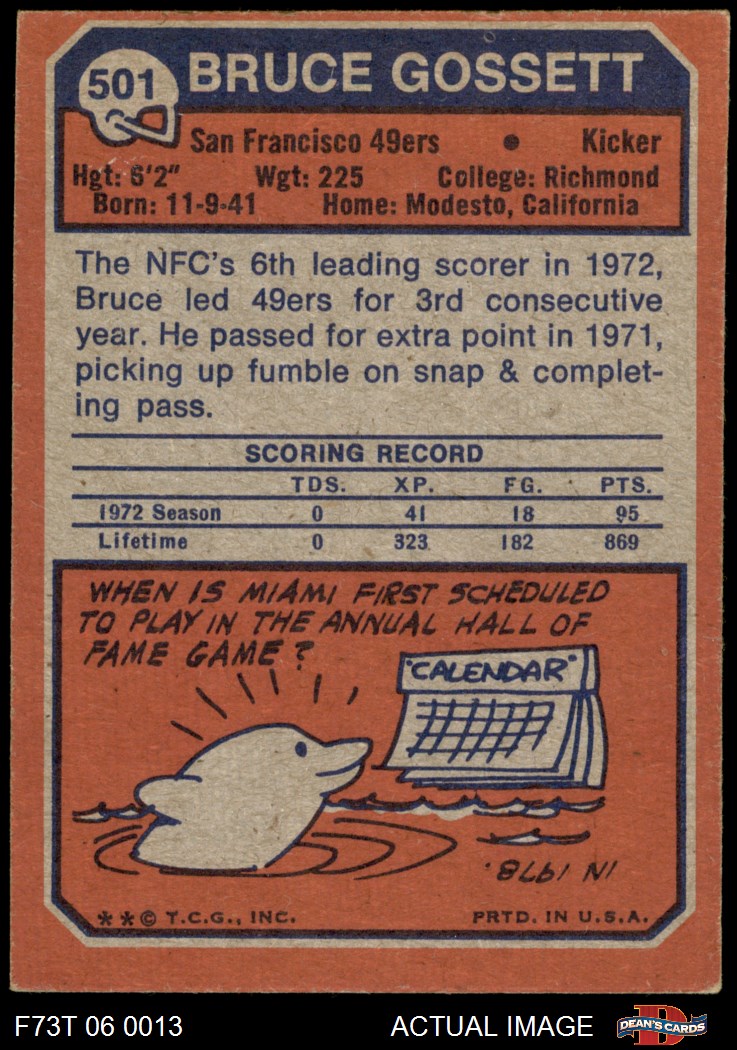 501
BRUCE GOSSETT
San Francisco 49ers • Kicker
Hgt: 6'2" Wgt: 225 College: Richmond
Born: 11-9-41 Home: Modesto, California
The NFC's 6th leading scorer in 1972,
Bruce led 49ers for 3rd consecutive
year. He passed for extra point in 1971,
picking up fumble on snap & complet-
ing pass.
SCORING RECORD
TDS. XP. FG. PTS.
1972 Season 0 41 18 95
Lifetime 0 323 182 869
WHEN IS MIAMI FIRST SCHEDULED
TO PLAY IN THE ANNUAL HALL OF
FAME GAME?
"CALENDAR"
IN 1978.
**© T.C.G., INC. PRTD. IN U.S.A.
F73T 06 0013 ACTUAL IMAGE
D
DEAN'S CARDS